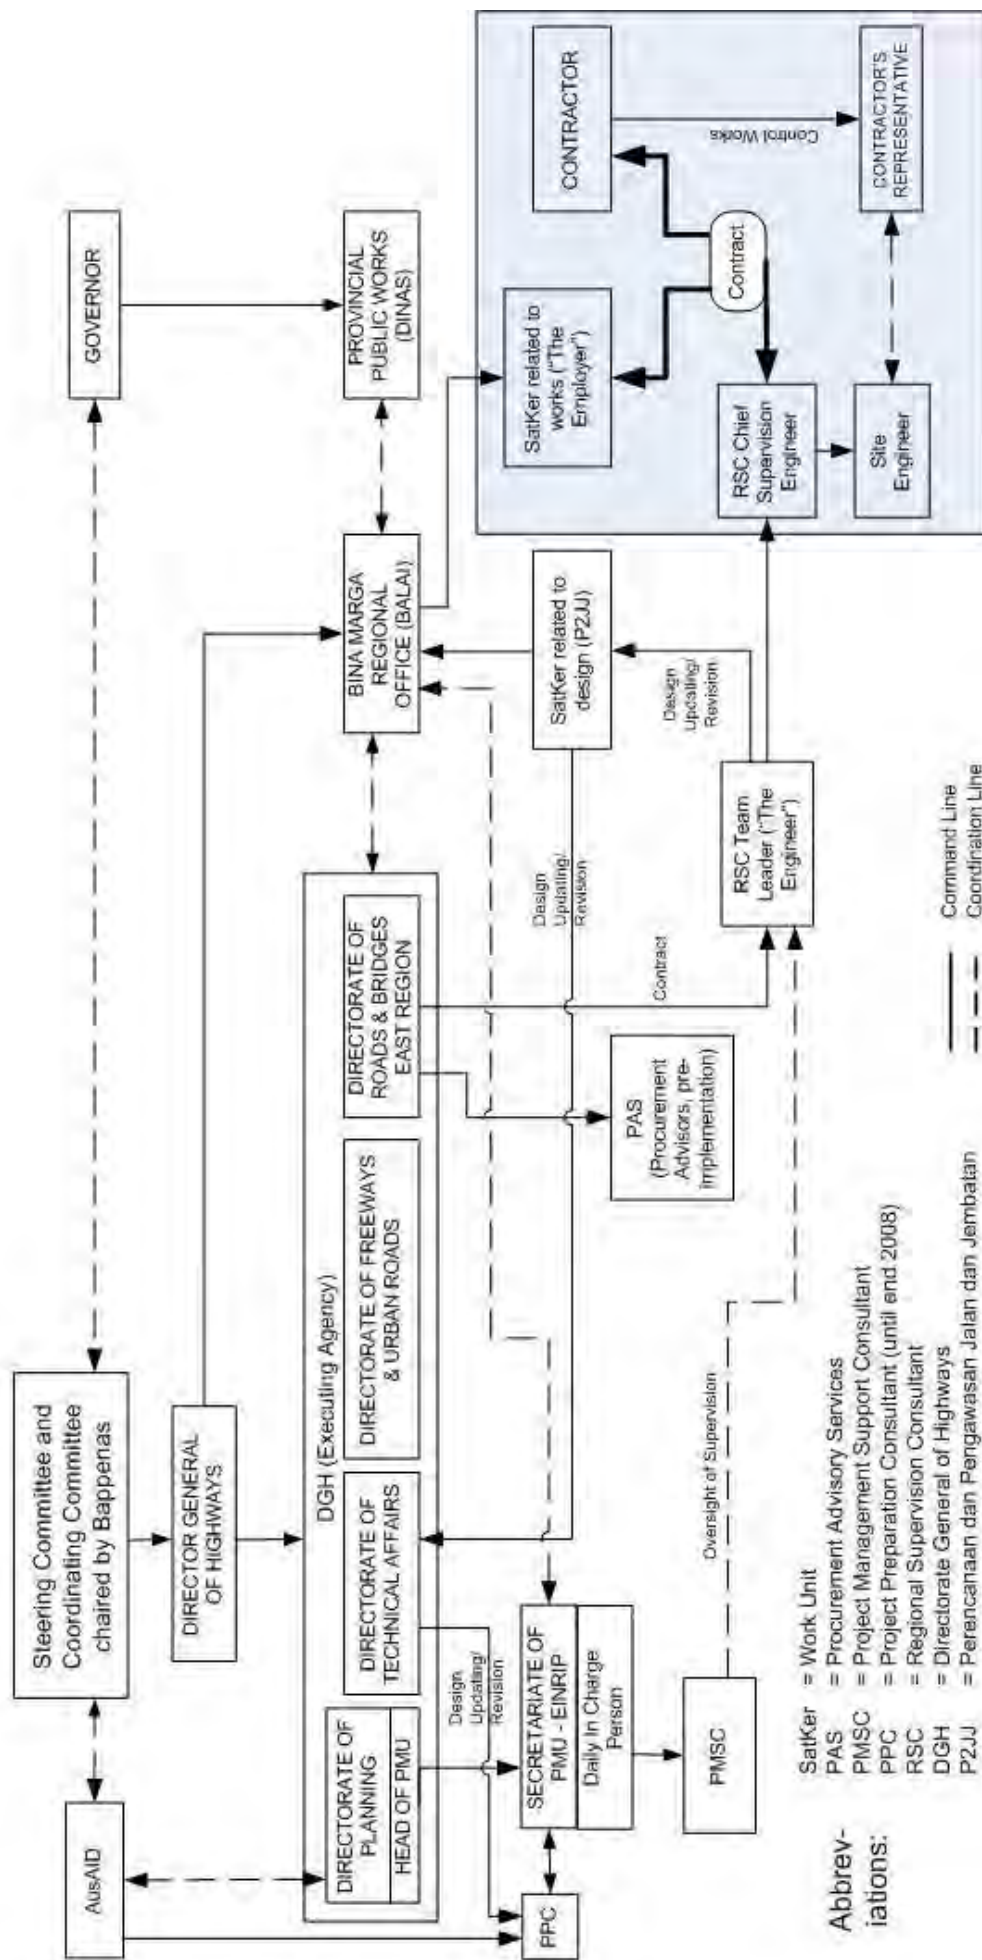 AusAID
Steering Committee and
Coordinating Committee
chaired by Bappenas
GOVERNOR
DIRECTOR GENERAL
OF HIGHWAYS
DGH (Executing Agency)
DIRECTORATE OF
PLANNING
HEAD OF PMU
DIRECTORATE OF
TECHNICAL AFFAIRS
DIRECTORATE OF FREEWAYS
& URBAN ROADS
DIRECTORATE OF
ROADS & BRIDGES
EAST REGION
BINA MARGA
REGIONAL
OFFICE (BALAI)
PROVINCIAL
PUBLIC WORKS
(DINAS)
Design
Updating/
Revision
PPC
SECRETARIATE OF
PMU - EINRIP
Daily In Charge
Person
PMSC
Oversight of Supervision
PAS
(Procurement
Advisors, pre-
implementation)
Contract
Design
Updating/
Revision
SatKer related to
design (P2JJ)
Design
Updating/
Revision
RSC Team
Leader ("The
Engineer")
SatKer related to
works ("The
Employer")
CONTRACTOR
Contract
Control Works
RSC Chief
Supervision
Engineer
Site
Engineer
CONTRACTOR'S
REPRESENTATIVE
Abbrev-
iations:
SatKer = Work Unit
PAS = Procurement Advisory Services
PMSC = Project Management Support Consultant
PPC = Project Preparation Consultant (until end 2008)
RSC = Regional Supervision Consultant
DGH = Directorate General of Highways
P2JJ = Perencanaan dan Pengawasan Jalan dan Jembatan
Command Line
Coordination Line